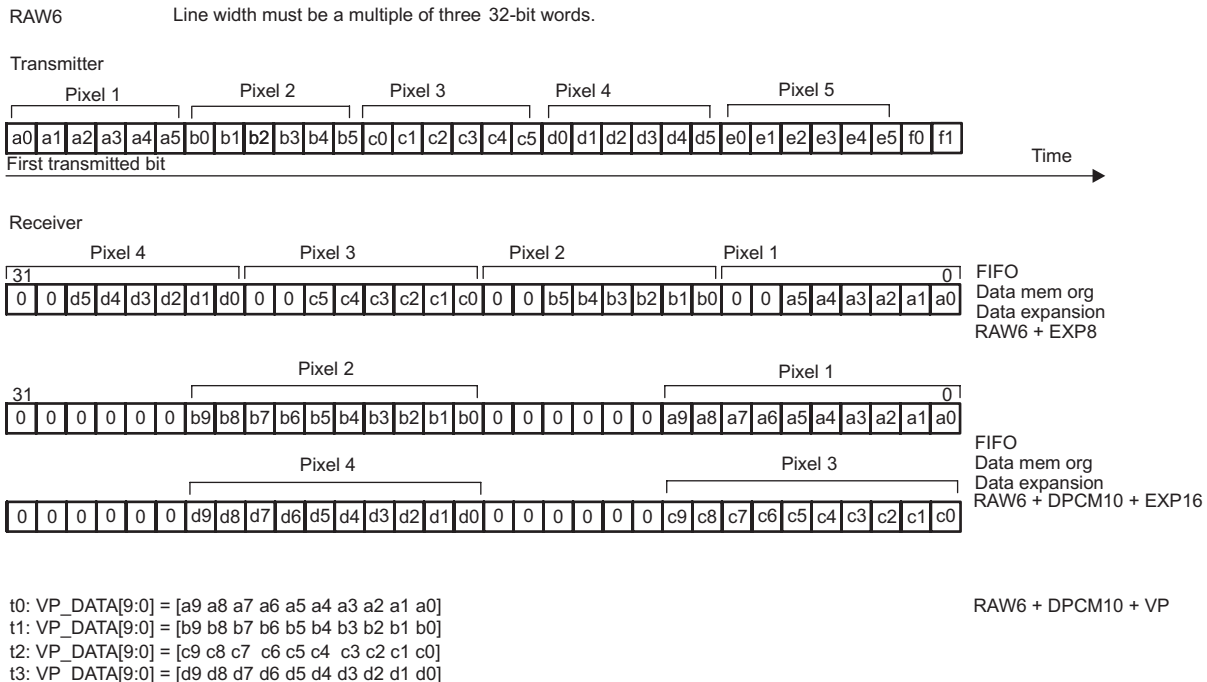 RAW6 Line width must be a multiple of three 32-bit words.
Transmitter
Pixel 1 Pixel 2 Pixel 3 Pixel 4 Pixel 5
a0 a1 a2 a3 a4 a5 b0 b1 b2 b3 b4 b5 c0 c1 c2 c3 c4 c5 d0 d1 d2 d3 d4 d5 e0 e1 e2 e3 e4 e5 f0 f1
First transmitted bit Time
Receiver
Pixel 4 Pixel 3 Pixel 2 Pixel 1
31 0
0 0 d5 d4 d3 d2 d1 d0 0 0 c5 c4 c3 c2 c1 c0 0 0 b5 b4 b3 b2 b1 b0 0 0 a5 a4 a3 a2 a1 a0
FIFO
Data mem org
Data expansion
RAW6 + EXP8
Pixel 2 Pixel 1
31 0
0 0 0 0 0 0 b9 b8 b7 b6 b5 b4 b3 b2 b1 b0 0 0 0 0 0 0 a9 a8 a7 a6 a5 a4 a3 a2 a1 a0
Pixel 4 Pixel 3
0 0 0 0 0 0 d9 d8 d7 d6 d5 d4 d3 d2 d1 d0 0 0 0 0 0 0 c9 c8 c7 c6 c5 c4 c3 c2 c1 c0
FIFO
Data mem org
Data expansion
RAW6 + DPCM10 + EXP16
t0: VP_DATA[9:0] = [a9 a8 a7 a6 a5 a4 a3 a2 a1 a0] RAW6 + DPCM10 + VP
t1: VP_DATA[9:0] = [b9 b8 b7 b6 b5 b4 b3 b2 b1 b0]
t2: VP_DATA[9:0] = [c9 c8 c7 c6 c5 c4 c3 c2 c1 c0]
t3: VP_DATA[9:0] = [d9 d8 d7 d6 d5 d4 d3 d2 d1 d0]